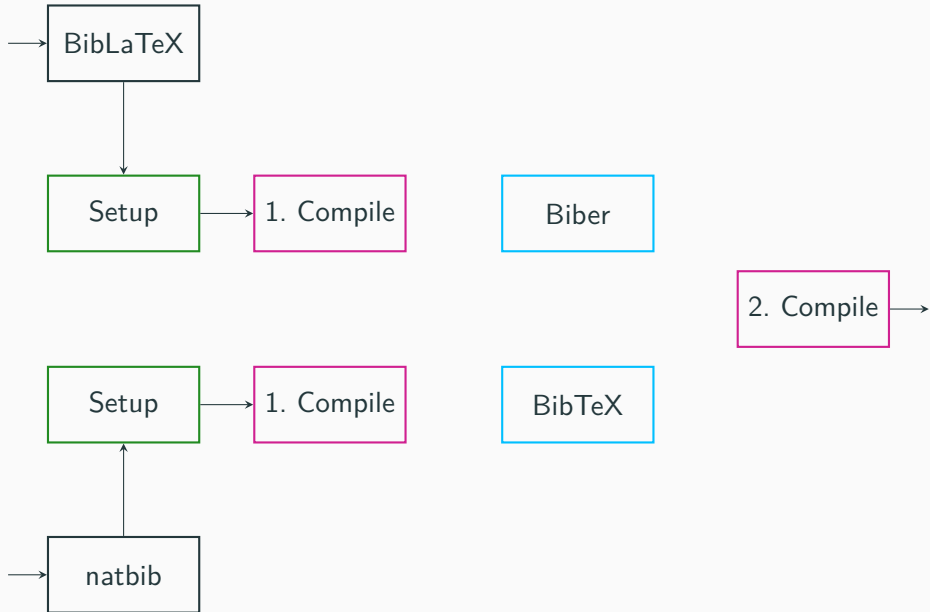 BibLaTeX
Setup
1. Compile
Biber
2. Compile
Setup
1. Compile
BibTeX
natbib